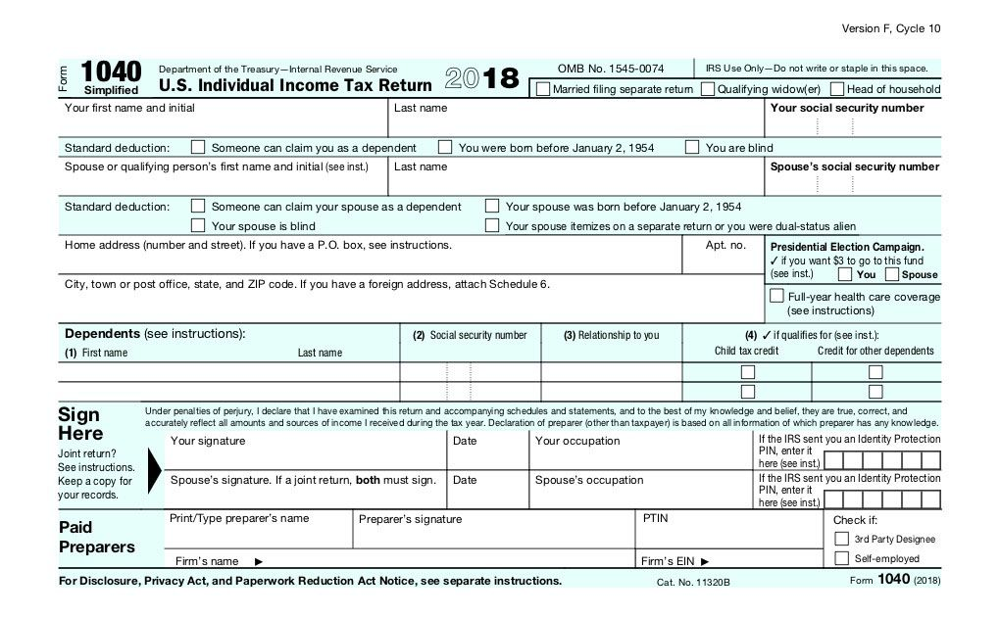 Version F, Cycle 10
Form 1040 Simplified
Department of the Treasury—Internal Revenue Service
U.S. Individual Income Tax Return
2018
OMB No. 1545-0074
IRS Use Only—Do not write or staple in this space.
Married filing separate return Qualifying widow(er) Head of household
Your first name and initial Last name Your social security number
Standard deduction: Someone can claim you as a dependent You were born before January 2, 1954 You are blind
Spouse or qualifying person's first name and initial (see inst.) Last name Spouse's social security number
Standard deduction: Someone can claim your spouse as a dependent Your spouse was born before January 2, 1954
Your spouse is blind Your spouse itemizes on a separate return or you were dual-status alien
Home address (number and street). If you have a P.O. box, see instructions. Apt. no.
Presidential Election Campaign.
✓ if you want $3 to go to this fund
(see inst.) You Spouse
City, town or post office, state, and ZIP code. If you have a foreign address, attach Schedule 6.
Full-year health care coverage
(see instructions)
Dependents (see instructions): (2) Social security number (3) Relationship to you (4) ✓ if qualifies for (see inst.):
(1) First name Last name Child tax credit Credit for other dependents
Sign
Here
Under penalties of perjury, I declare that I have examined this return and accompanying schedules and statements, and to the best of my knowledge and belief, they are true, correct, and
accurately reflect all amounts and sources of income I received during the tax year. Declaration of preparer (other than taxpayer) is based on all information of which preparer has any knowledge.
Joint return?
See instructions.
Keep a copy for
your records.
Your signature Date Your occupation
If the IRS sent you an Identity Protection
PIN, enter it
here (see inst.)
Spouse's signature. If a joint return, both must sign. Date Spouse's occupation
If the IRS sent you an Identity Protection
PIN, enter it
here (see inst.)
Paid
Preparers
Print/Type preparer's name Preparer's signature PTIN
Check if:
3rd Party Designee
Self-employed
Firm's name ▶ Firm's EIN ▶
For Disclosure, Privacy Act, and Paperwork Reduction Act Notice, see separate instructions. Cat. No. 11320B Form 1040 (2018)